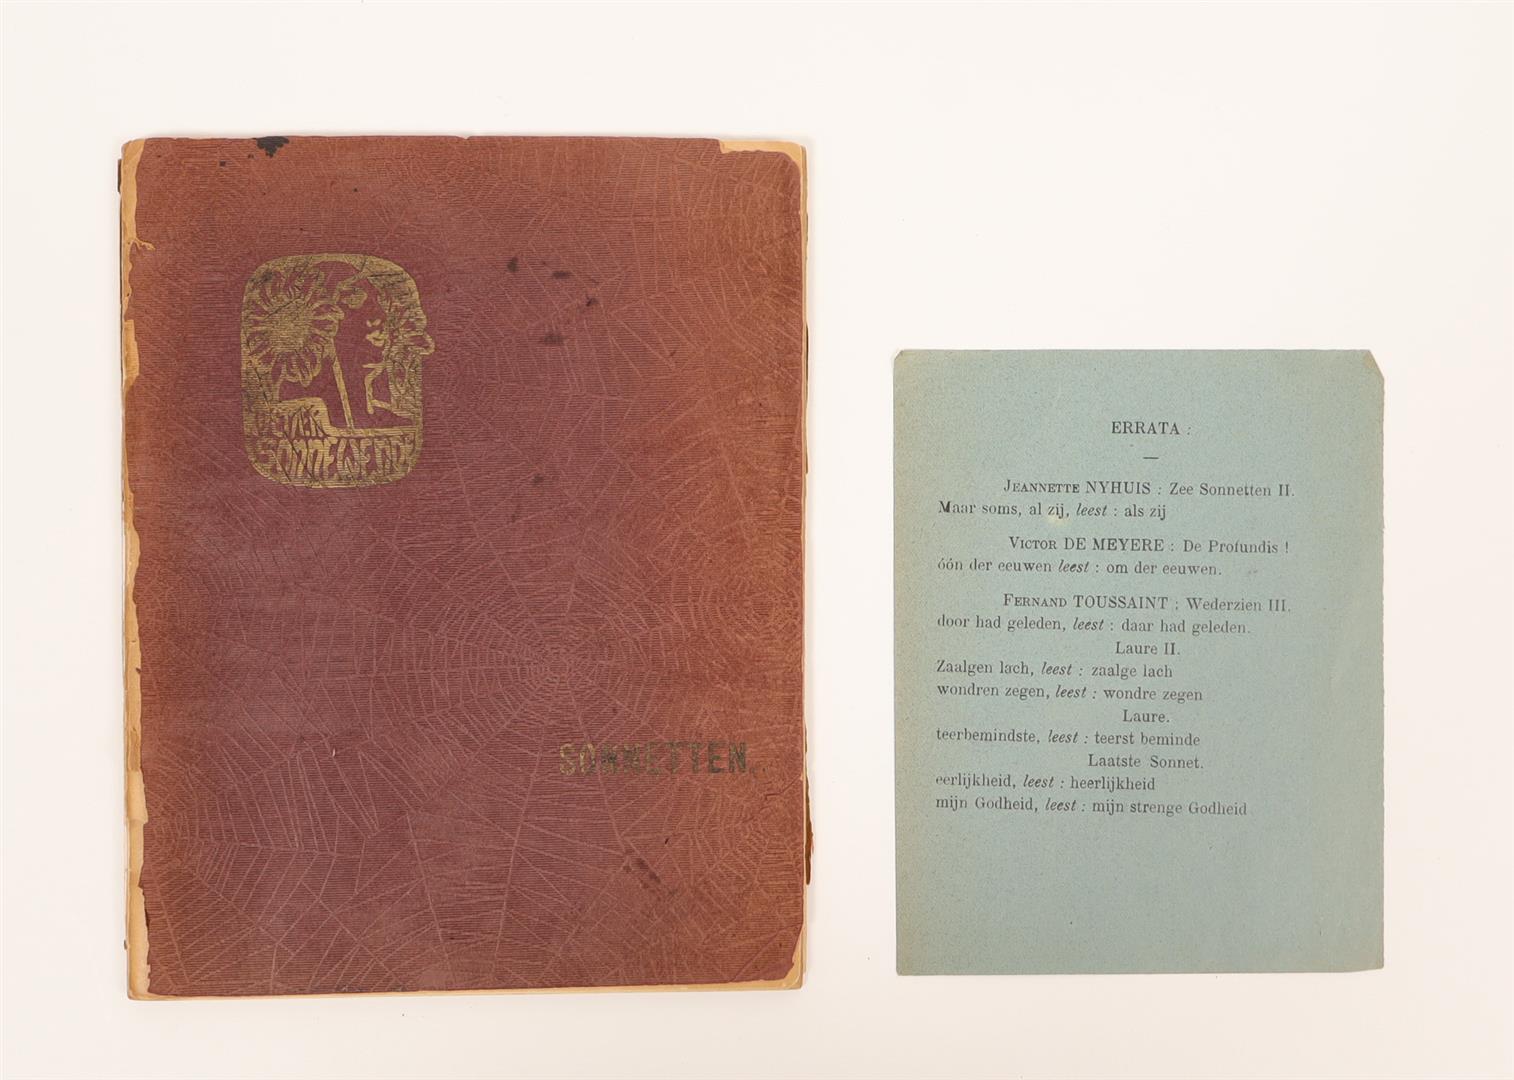 DE VER
SONNEWENDE
SONNETTEN.
ERRATA :
JEANNETTE NYHUIS : Zee Sonnetten II.
Maar soms, al zij, leest : als zij
VICTOR DE MEYERE : De Profundis !
óón der eeuwen leest : om der eeuwen.
FERNAND TOUSSAINT : Wederzien III.
door had geleden, leest : daar had geleden.
Laure II.
Zaalgen lach, leest : zaalge lach
wondren zegen, leest : wondre zegen
Laure.
teerbemindste, leest : teerst beminde
Laatste Sonnet.
eerlijkheid, leest : heerlijkheid
mijn Godheid, leest : mijn strenge Godheid